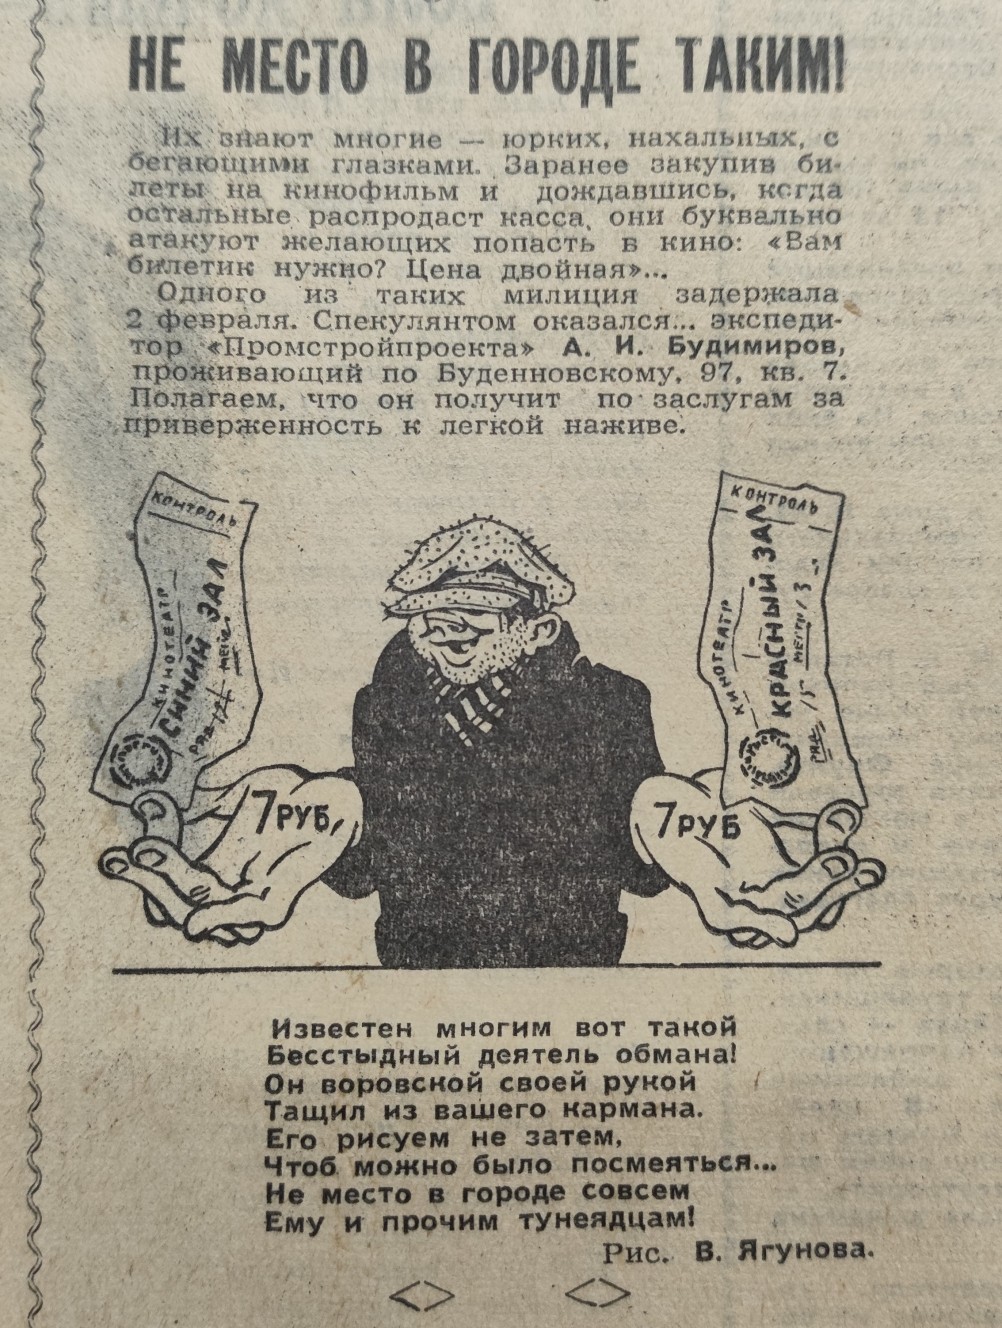 НЕ МЕСТО В ГОРОДЕ ТАКИМ!
Их знают многие — юрких, нахальных, с
бегающими глазками. Заранее закупив би-
леты на кинофильм и дождавшись, когда
остальные распродаст касса, они буквально
атакуют желающих попасть в кино: «Вам
билетик нужно? Цена двойная»...
Одного из таких милиция задержала
2 февраля. Спекулянтом оказался... экспеди-
тор «Промстройпроекта» А. И. Будимиров,
проживающий по Буденновскому, 97, кв. 7.
Полагаем, что он получит по заслугам за
приверженность к легкой наживе.
КОНТРОЛЬ
КИНОТЕАТР
СИНИЙ ЗАЛ
КОНТРОЛЬ
КИНОТЕАТР
КРАСНЫЙ ЗАЛ
15
МЕСТО 13
7 РУБ,
7 РУБ
Известен многим вот такой
Бесстыдный деятель обмана!
Он воровской своей рукой
Тащил из вашего кармана.
Его рисуем не затем,
Чтоб можно было посмеяться...
Не место в городе совсем
Ему и прочим тунеядцам!
Рис. В. Ягунова.